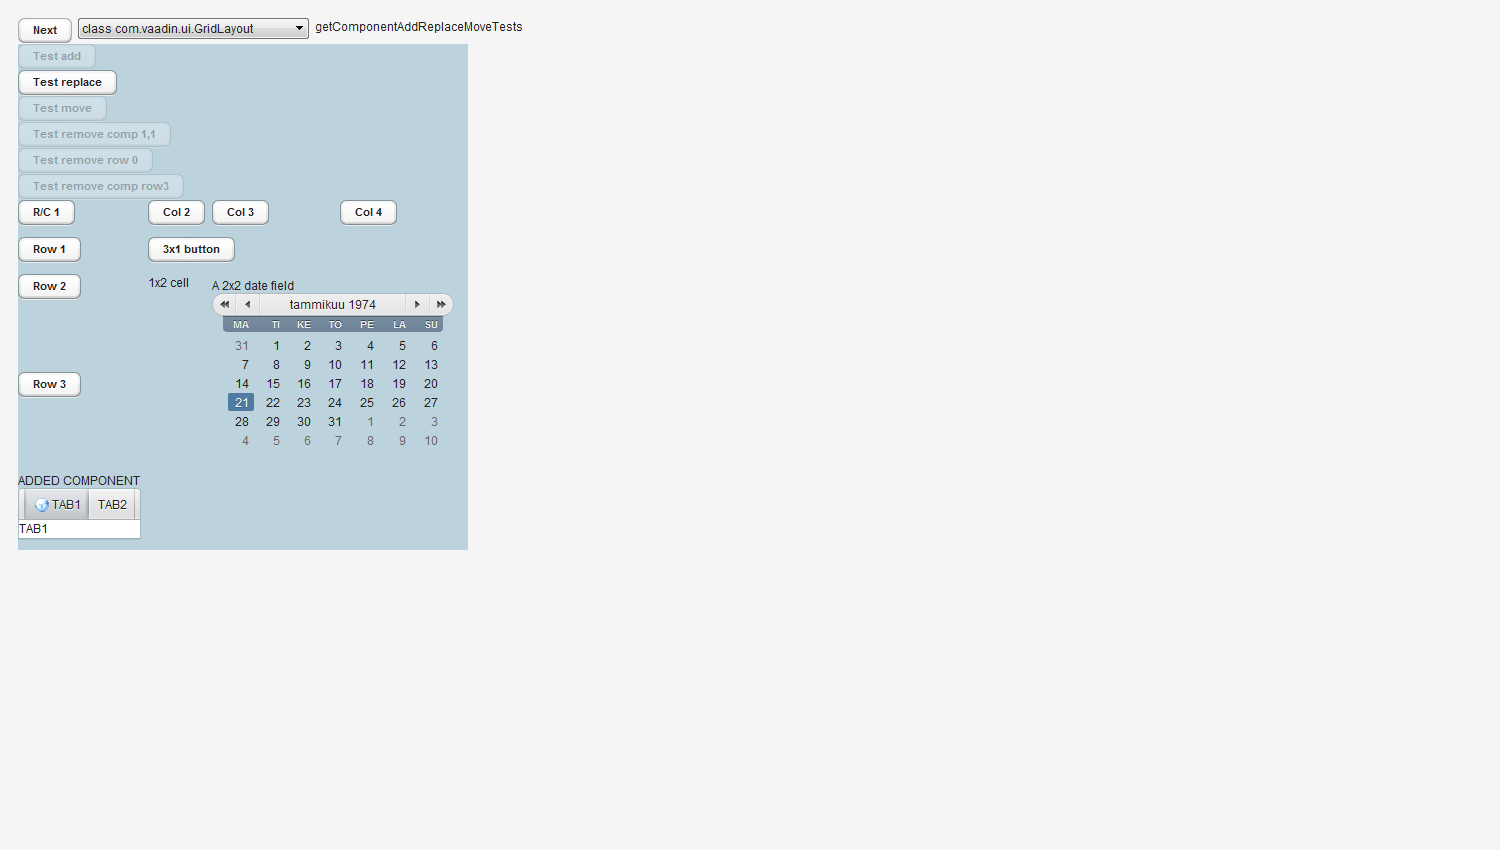 Next class com.vaadin.ui.GridLayout getComponentAddReplaceMoveTests
Test add
Test replace
Test move
Test remove comp 1,1
Test remove row 0
Test remove comp row3
R/C 1 Col 2 Col 3 Col 4
Row 1 3x1 button
Row 2 1x2 cell A 2x2 date field
tammikuu 1974
MA TI KE TO PE LA SU
31 1 2 3 4 5 6
7 8 9 10 11 12 13
Row 3
14 15 16 17 18 19 20
21 22 23 24 25 26 27
28 29 30 31 1 2 3
4 5 6 7 8 9 10
ADDED COMPONENT
TAB1 TAB2
TAB1